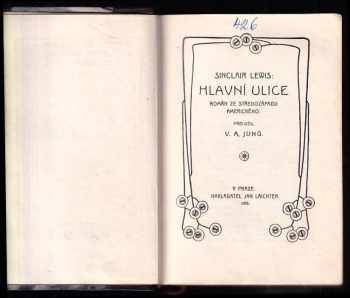 426
SINCLAIR LEWIS:
HLAVNÍ ULICE
ROMÁN ZE STŘEDOZÁPADU
AMERICKÉHO.
PŘELOŽIL
V. A. JUNG.
V PRAZE.
NAKLADATEL JAN LAICHTER